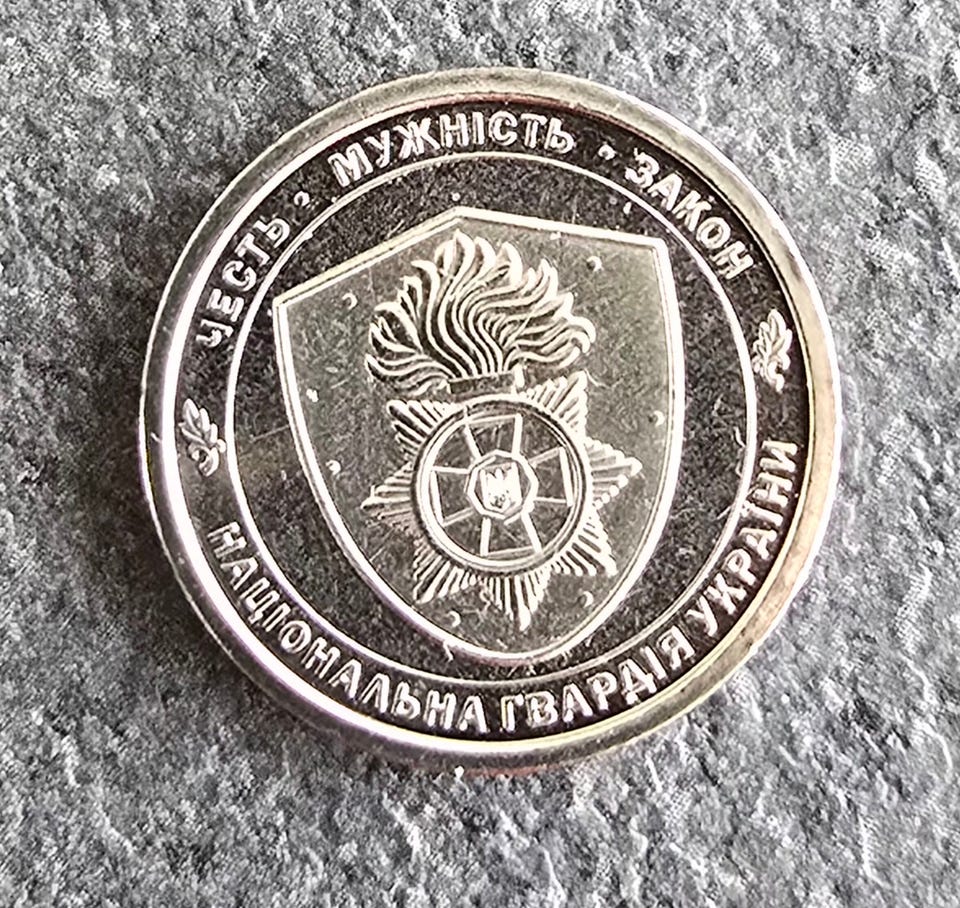 ЧЕСТЬ · МУЖНІСТЬ · ЗАКОН
НАЦІОНАЛЬНА ГВАРДІЯ УКРАЇНИ